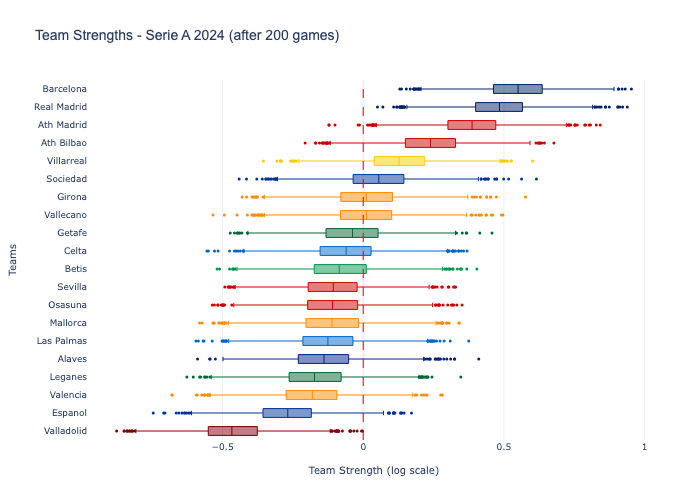 Team Strengths - Serie A 2024 (after 200 games)
Barcelona
Real Madrid
Ath Madrid
Ath Bilbao
Villarreal
Sociedad
Girona
Vallecano
Getafe
Celta
Betis
Sevilla
Osasuna
Mallorca
Las Palmas
Alaves
Leganes
Valencia
Espanol
Valladolid
Teams
−0.5
0
0.5
1
Team Strength (log scale)